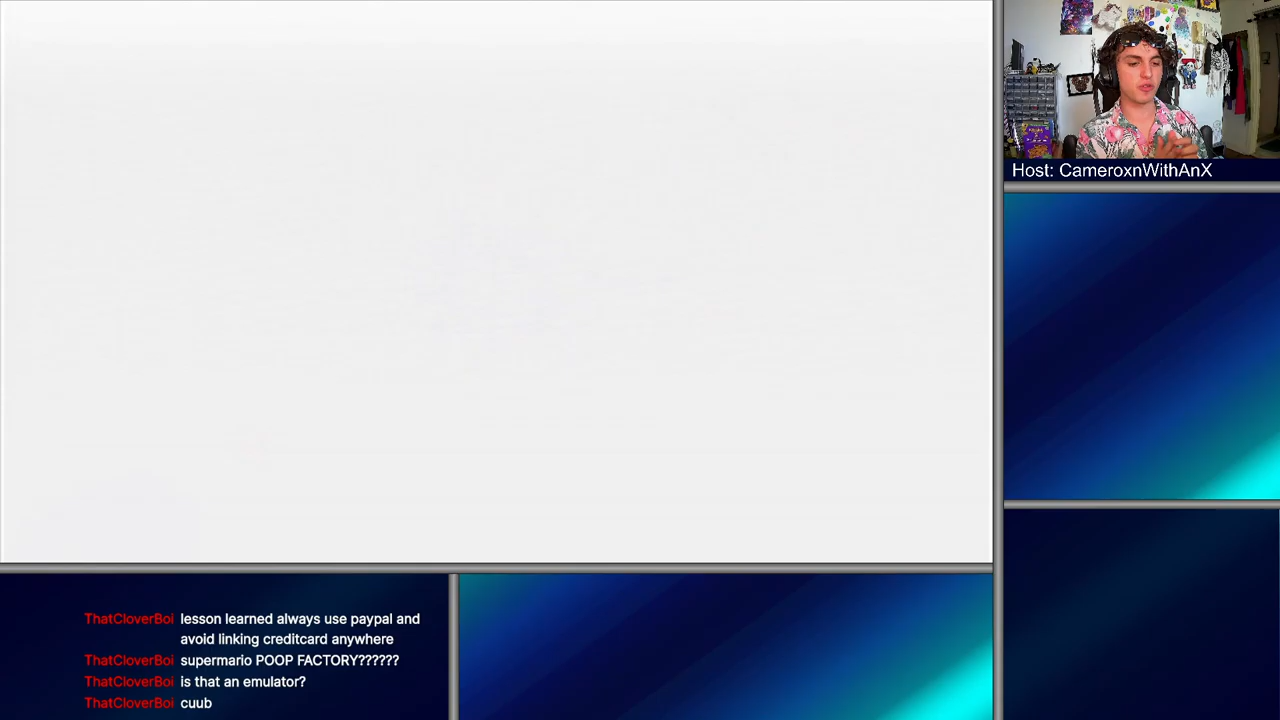 Host: CameroxnWithAnX
ThatCloverBoi lesson learned always use paypal and
avoid linking creditcard anywhere
ThatCloverBoi supermario POOP FACTORY??????
ThatCloverBoi is that an emulator?
ThatCloverBoi cuub